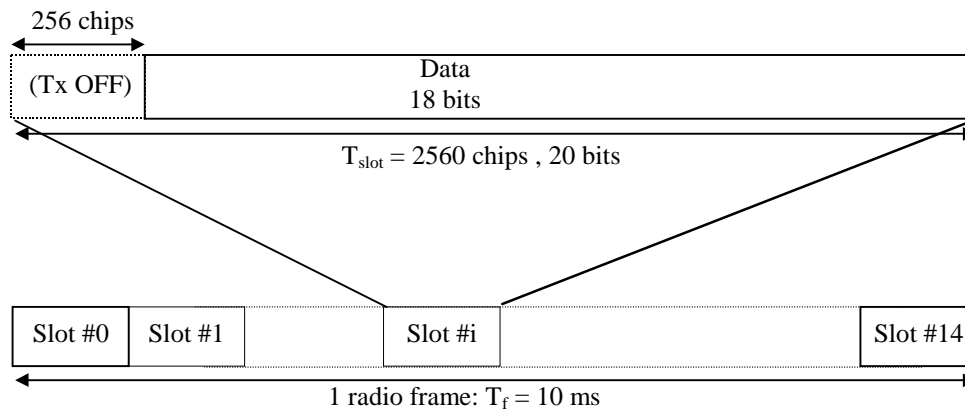 256 chips
(Tx OFF)
Data
18 bits
T_slot = 2560 chips , 20 bits
Slot #0
Slot #1
Slot #i
Slot #14
1 radio frame: T_f = 10 ms